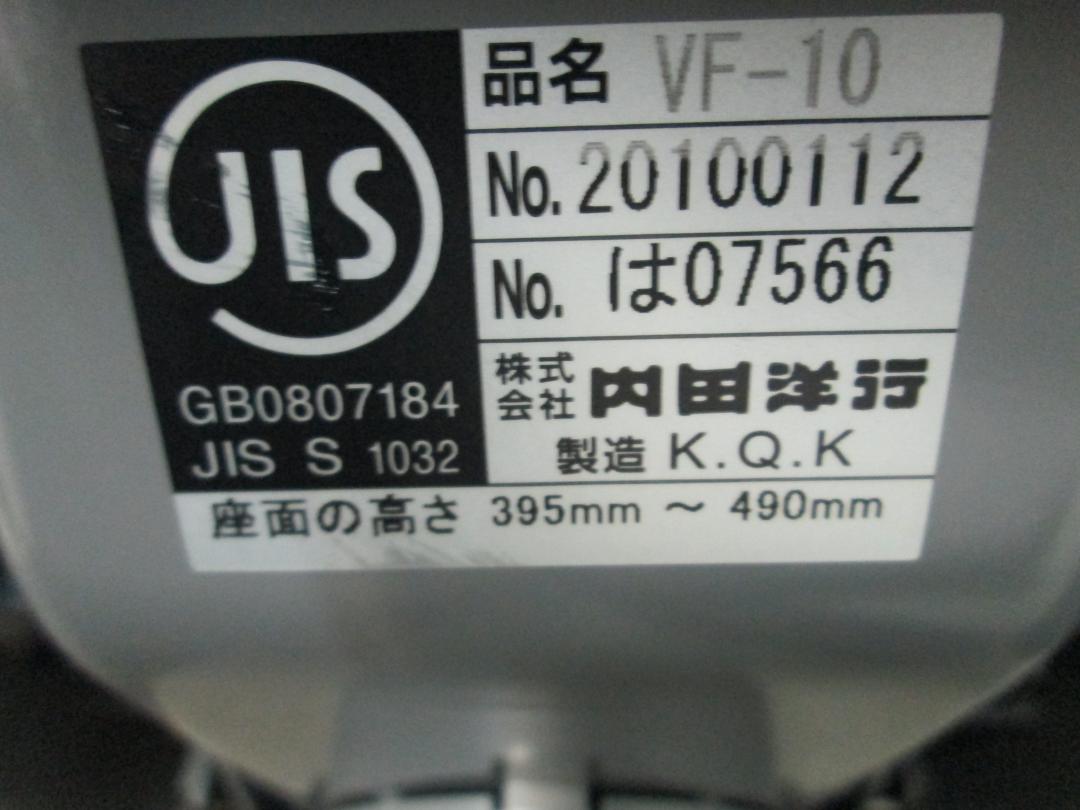 JIS
GB0807184
JIS S 1032
品名 VF-10
No. 20100112
No. は07566
株式会社 内田洋行
製造 K.Q.K
座面の高さ 395mm ～ 490mm